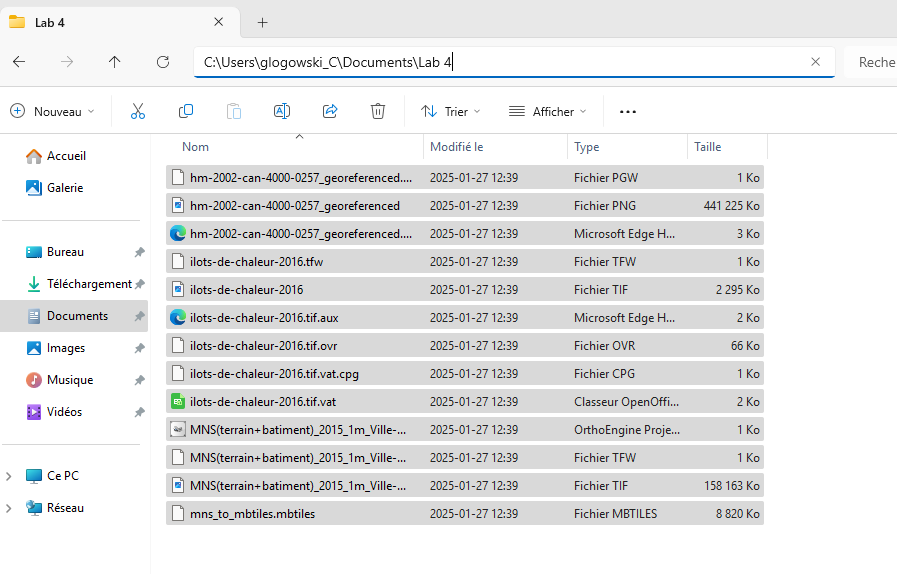 Lab 4
C:\Users\glogowski_C\Documents\Lab 4
Reche
Nouveau
Trier
Afficher
Accueil
Galerie
Bureau
Téléchargement
Documents
Images
Musique
Vidéos
Ce PC
Réseau
Nom Modifié le Type Taille
hm-2002-can-4000-0257_georeferenced.... 2025-01-27 12:39 Fichier PGW 1 Ko
hm-2002-can-4000-0257_georeferenced 2025-01-27 12:39 Fichier PNG 441 225 Ko
hm-2002-can-4000-0257_georeferenced.... 2025-01-27 12:39 Microsoft Edge H... 3 Ko
ilots-de-chaleur-2016.tfw 2025-01-27 12:39 Fichier TFW 1 Ko
ilots-de-chaleur-2016 2025-01-27 12:39 Fichier TIF 2 295 Ko
ilots-de-chaleur-2016.tif.aux 2025-01-27 12:39 Microsoft Edge H... 2 Ko
ilots-de-chaleur-2016.tif.ovr 2025-01-27 12:39 Fichier OVR 66 Ko
ilots-de-chaleur-2016.tif.vat.cpg 2025-01-27 12:39 Fichier CPG 1 Ko
ilots-de-chaleur-2016.tif.vat 2025-01-27 12:39 Classeur OpenOffi... 2 Ko
MNS(terrain+batiment)_2015_1m_Ville-... 2025-01-27 12:39 OrthoEngine Proje... 1 Ko
MNS(terrain+batiment)_2015_1m_Ville-... 2025-01-27 12:39 Fichier TFW 1 Ko
MNS(terrain+batiment)_2015_1m_Ville-... 2025-01-27 12:39 Fichier TIF 158 163 Ko
mns_to_mbtiles.mbtiles 2025-01-27 12:39 Fichier MBTILES 8 820 Ko